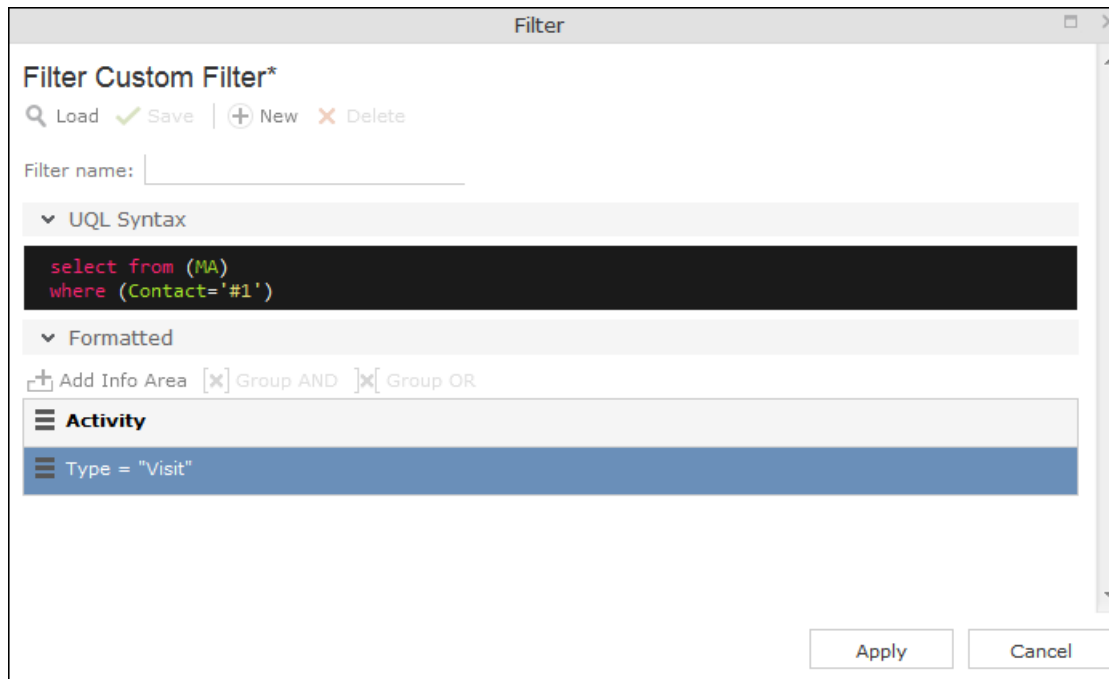 Filter
Filter Custom Filter*
Load Save New Delete
Filter name:
UQL Syntax
select from (MA)
where (Contact='#1')
Formatted
Add Info Area Group AND Group OR
Activity
Type = "Visit"
Apply Cancel